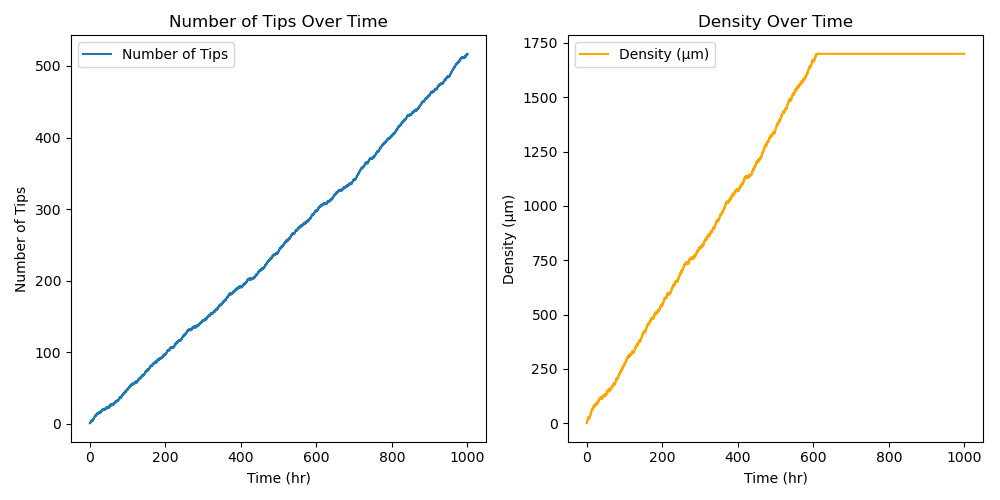 Number of Tips Over Time
Number of Tips
500
400
300
200
100
0
Number of Tips
0 200 400 600 800 1000
Time (hr)
Density Over Time
Density (μm)
1750
1500
1250
1000
750
500
250
0
Density (μm)
0 200 400 600 800 1000
Time (hr)